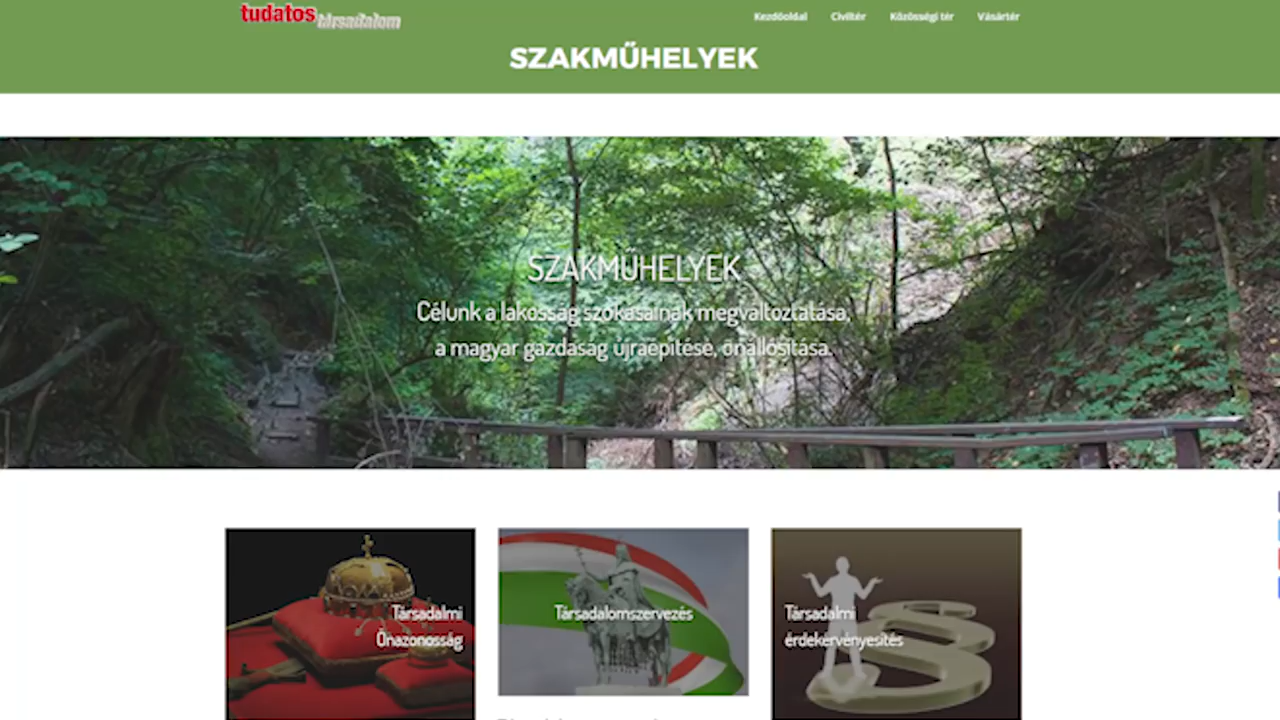 tudatos
társadalom
Kezdőoldal Civiltér Közösségi tér Vásártér
SZAKMŰHELYEK
SZAKMŰHELYEK
Célunk a lakosság szokásainak megváltoztatása,
a magyar gazdaság újraépítése, önállósítása.
Társadalmi
Önazonosság
Társadalomszervezés
Társadalmi
érdekérvényesítés